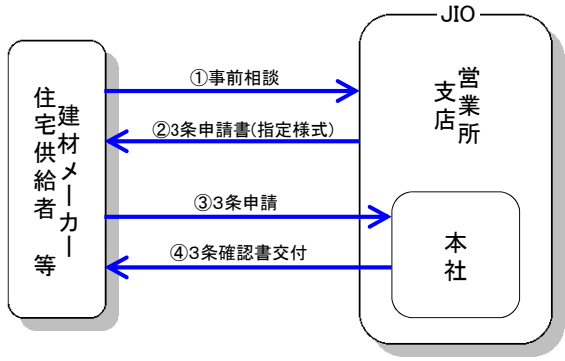 JIO
建材メーカー
住宅供給者 等
①事前相談
②3条申請書(指定様式)
③3条申請
④3条確認書交付
営業所
支店
本社